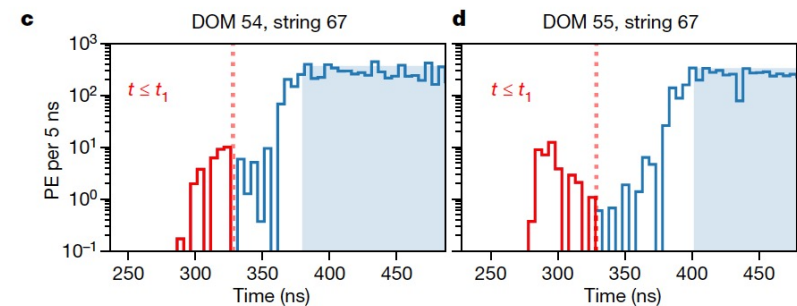 c DOM 54, string 67 d DOM 55, string 67
PE per 5 ns
10³
10²
10¹
10⁰
10⁻¹
t ≤ t₁ t ≤ t₁
250 300 350 400 450 250 300 350 400 450
Time (ns) Time (ns)